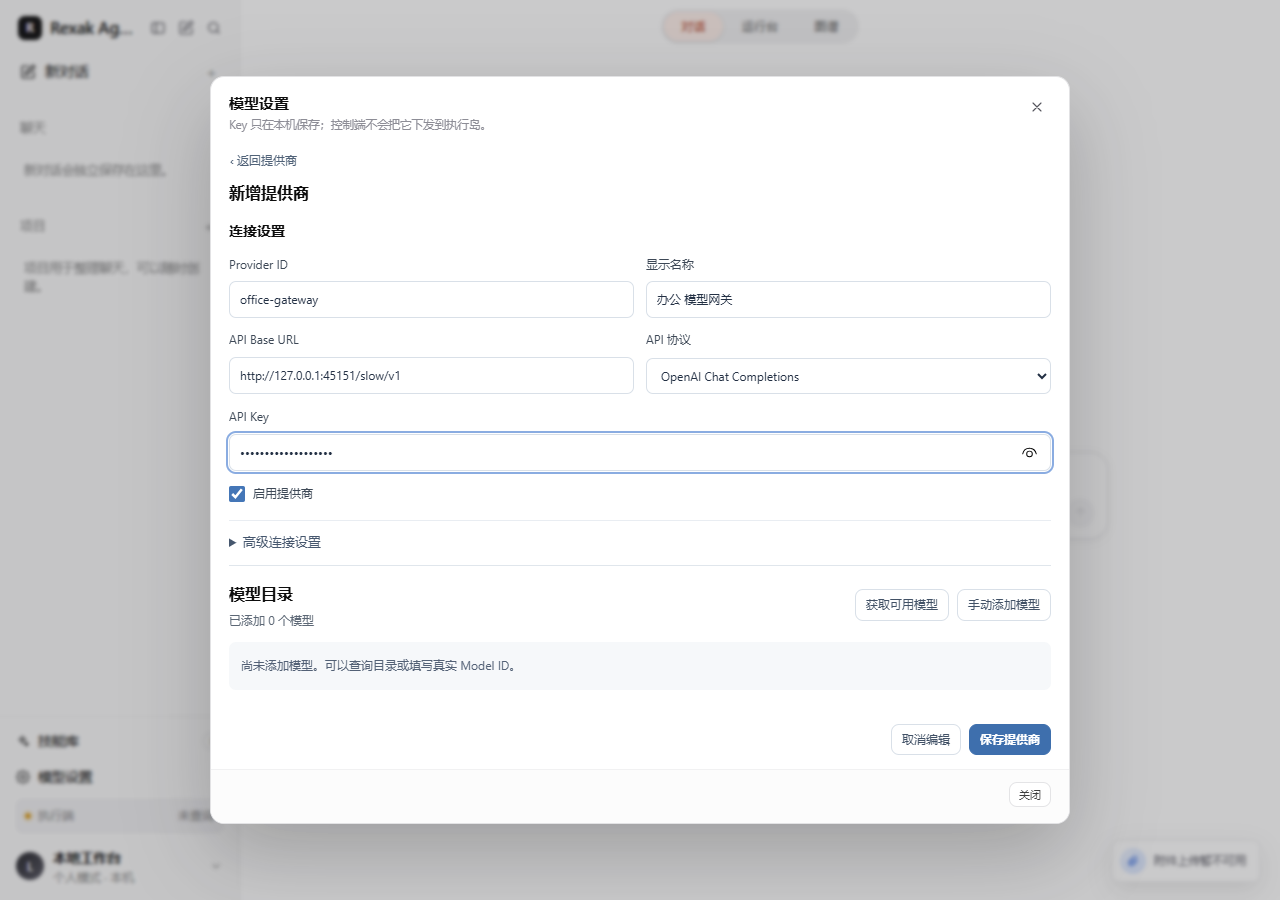 Rexak Ag...
对话
运行台
新对话
聊天
新对话会独立保存在这里。
项目
项目用于整理聊天，可以随时创
建。
模型设置
Key 只在本机保存；控制端不会把它下发到执行岛。
‹ 返回提供商
新增提供商
连接设置
Provider ID
显示名称
office-gateway
办公 模型网关
API Base URL
API 协议
http://127.0.0.1:45151/slow/v1
OpenAI Chat Completions
API Key
•••••••••••••••••••
启用提供商
高级连接设置
模型目录
获取可用模型
手动添加模型
已添加 0 个模型
尚未添加模型。可以查询目录或填写真实 Model ID。
取消编辑
保存提供商
关闭
技能库
模型设置
本地工作台
个人模式 · 本机